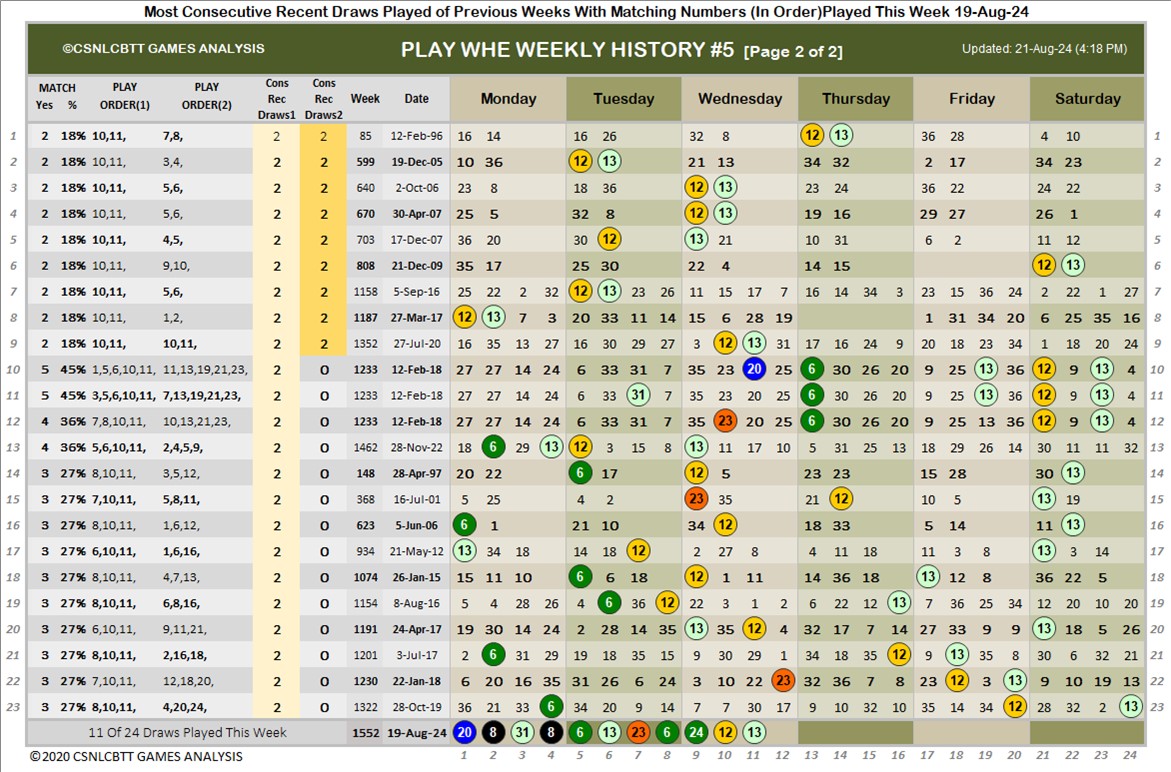 Most Consecutive Recent Draws Played of Previous Weeks With Matching Numbers (In Order)Played This Week 19-Aug-24
©CSNLCBTT GAMES ANALYSIS PLAY WHE WEEKLY HISTORY #5 [Page 2 of 2] Updated: 21-Aug-24 (4:18 PM)
MATCH Yes % PLAY ORDER(1) PLAY ORDER(2) Cons Rec Draws1 Cons Rec Draws2 Week Date Monday Tuesday Wednesday Thursday Friday Saturday
1 2 18% 10,11, 7,8, 2 2 85 12-Feb-96 16 14 16 26 32 8 12 13 36 28 4 10 1
2 2 18% 10,11, 3,4, 2 2 599 19-Dec-05 10 36 12 13 21 13 34 32 2 17 34 23 2
3 2 18% 10,11, 5,6, 2 2 640 2-Oct-06 23 8 18 36 12 13 23 24 36 22 24 22 3
4 2 18% 10,11, 5,6, 2 2 670 30-Apr-07 25 5 32 8 12 13 19 16 29 27 26 1 4
5 2 18% 10,11, 4,5, 2 2 703 17-Dec-07 36 20 30 12 13 21 10 31 6 2 11 12 5
6 2 18% 10,11, 9,10, 2 2 808 21-Dec-09 35 17 25 30 22 4 14 15 12 13 6
7 2 18% 10,11, 5,6, 2 2 1158 5-Sep-16 25 22 2 32 12 13 23 26 11 15 17 7 16 14 34 3 23 15 36 24 2 22 1 27 7
8 2 18% 10,11, 1,2, 2 2 1187 27-Mar-17 12 13 7 3 20 33 11 14 15 6 28 19 1 31 34 20 6 25 35 16 8
9 2 18% 10,11, 10,11, 2 2 1352 27-Jul-20 16 35 13 27 16 30 29 27 3 12 13 31 17 16 24 9 20 18 23 34 1 18 20 24 9
10 5 45% 1,5,6,10,11, 11,13,19,21,23, 2 0 1233 12-Feb-18 27 27 14 24 6 33 31 7 35 23 20 25 6 30 26 20 9 25 13 36 12 9 13 4 10
11 5 45% 3,5,6,10,11, 7,13,19,21,23, 2 0 1233 12-Feb-18 27 27 14 24 6 33 31 7 35 23 20 25 6 30 26 20 9 25 13 36 12 9 13 4 11
12 4 36% 7,8,10,11, 10,13,21,23, 2 0 1233 12-Feb-18 27 27 14 24 6 33 31 7 35 23 20 25 6 30 26 20 9 25 13 36 12 9 13 4 12
13 4 36% 5,6,10,11, 2,4,5,9, 2 0 1462 28-Nov-22 18 6 29 13 12 3 15 8 13 11 17 10 5 31 25 13 18 29 26 14 30 11 11 32 13
14 3 27% 8,10,11, 3,5,12, 2 0 148 28-Apr-97 20 22 6 17 12 5 23 23 15 28 30 13 14
15 3 27% 7,10,11, 5,8,11, 2 0 368 16-Jul-01 5 25 4 2 23 35 21 12 10 5 13 19 15
16 3 27% 8,10,11, 1,6,12, 2 0 623 5-Jun-06 6 1 21 10 34 12 18 33 5 14 11 13 16
17 3 27% 6,10,11, 1,6,16, 2 0 934 21-May-12 13 34 18 14 18 12 2 27 8 4 11 18 11 3 8 13 3 14 17
18 3 27% 8,10,11, 4,7,13, 2 0 1074 26-Jan-15 15 11 10 6 6 18 12 1 11 14 36 18 13 12 8 36 22 5 18
19 3 27% 8,10,11, 6,8,16, 2 0 1154 8-Aug-16 5 4 28 26 4 6 36 12 22 3 1 2 6 22 12 13 7 36 25 34 12 20 10 20 19
20 3 27% 6,10,11, 9,11,21, 2 0 1191 24-Apr-17 19 30 14 24 2 28 14 35 13 35 12 4 32 17 7 14 27 33 9 9 13 18 5 26 20
21 3 27% 8,10,11, 2,16,18, 2 0 1201 3-Jul-17 2 6 31 29 19 18 35 15 9 30 29 1 34 18 35 12 9 13 35 8 30 6 32 21 21
22 3 27% 7,10,11, 12,18,20, 2 0 1230 22-Jan-18 6 20 16 35 31 26 6 24 3 10 22 23 32 36 7 8 23 12 3 13 9 10 19 13 22
23 3 27% 8,10,11, 4,20,24, 2 0 1322 28-Oct-19 36 21 33 6 34 20 9 14 7 7 30 17 9 10 32 10 35 14 34 12 28 32 2 13 23
11 Of 24 Draws Played This Week 1552 19-Aug-24 20 8 31 8 6 13 23 6 24 12 13
©2020 CSNLCBTT GAMES ANALYSIS 1 2 3 4 5 6 7 8 9 10 11 12 13 14 15 16 17 18 19 20 21 22 23 24